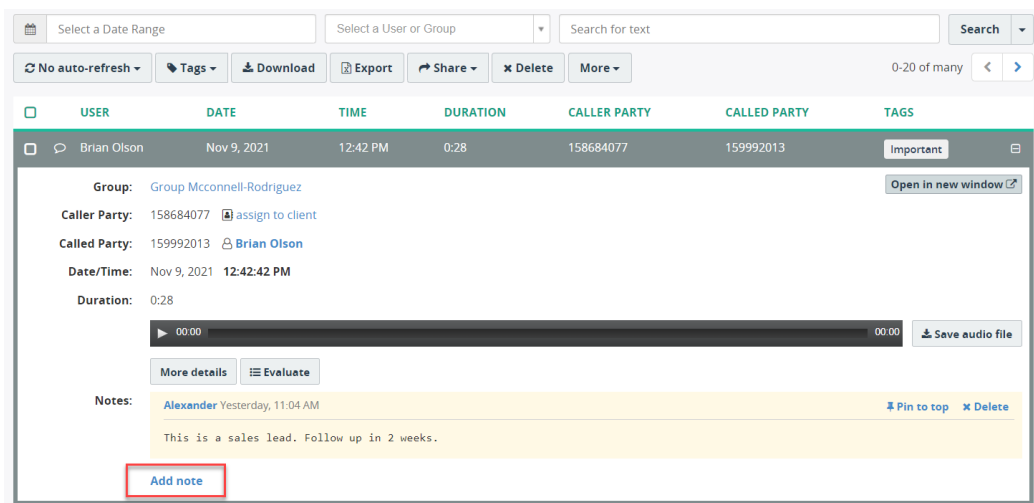 Select a Date Range Select a User or Group Search for text Search
No auto-refresh Tags Download Export Share Delete More 0-20 of many
USER DATE TIME DURATION CALLER PARTY CALLED PARTY TAGS
Brian Olson Nov 9, 2021 12:42 PM 0:28 158684077 159992013 Important
Group: Group Mcconnell-Rodriguez Open in new window
Caller Party: 158684077 assign to client
Called Party: 159992013 Brian Olson
Date/Time: Nov 9, 2021 12:42:42 PM
Duration: 0:28
00:00 00:00 Save audio file
More details Evaluate
Notes: Alexander Yesterday, 11:04 AM Pin to top Delete
This is a sales lead. Follow up in 2 weeks.
Add note